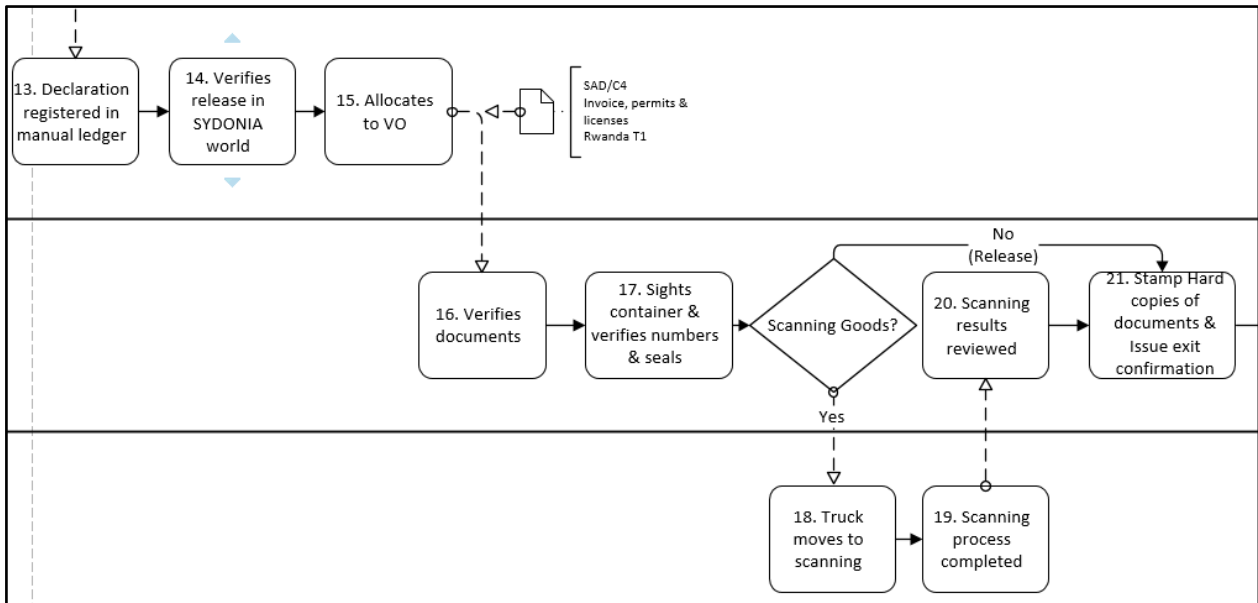 13. Declaration
registered in
manual ledger
14. Verifies
release in
SYDONIA
world
15. Allocates
to VO
SAD/C4
Invoice, permits &
licenses
Rwanda T1
16. Verifies
documents
17. Sights
container &
verifies numbers
& seals
Scanning Goods?
No
(Release)
Yes
20. Scanning
results
reviewed
21. Stamp Hard
copies of
documents &
Issue exit
confirmation
18. Truck
moves to
scanning
19. Scanning
process
completed